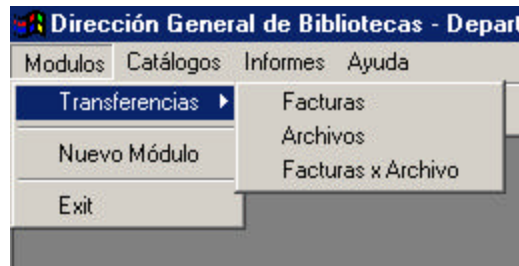 Dirección General de Bibliotecas - Depart
Modulos Catálogos Informes Ayuda
Transferencias
Facturas
Archivos
Facturas x Archivo
Nuevo Módulo
Exit